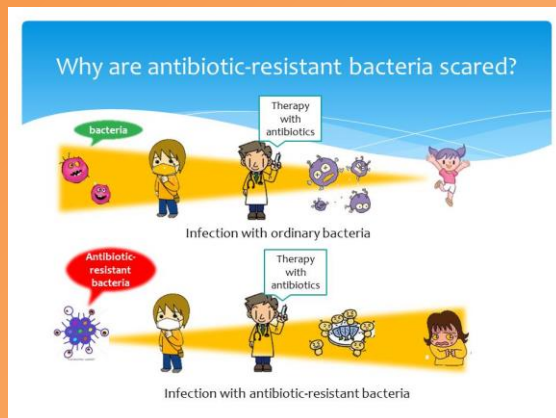 Why are antibiotic-resistant bacteria scared?
bacteria
Therapy
with
antibiotics
Infection with ordinary bacteria
Antibiotic-
resistant
bacteria
Therapy
with
antibiotics
Infection with antibiotic-resistant bacteria